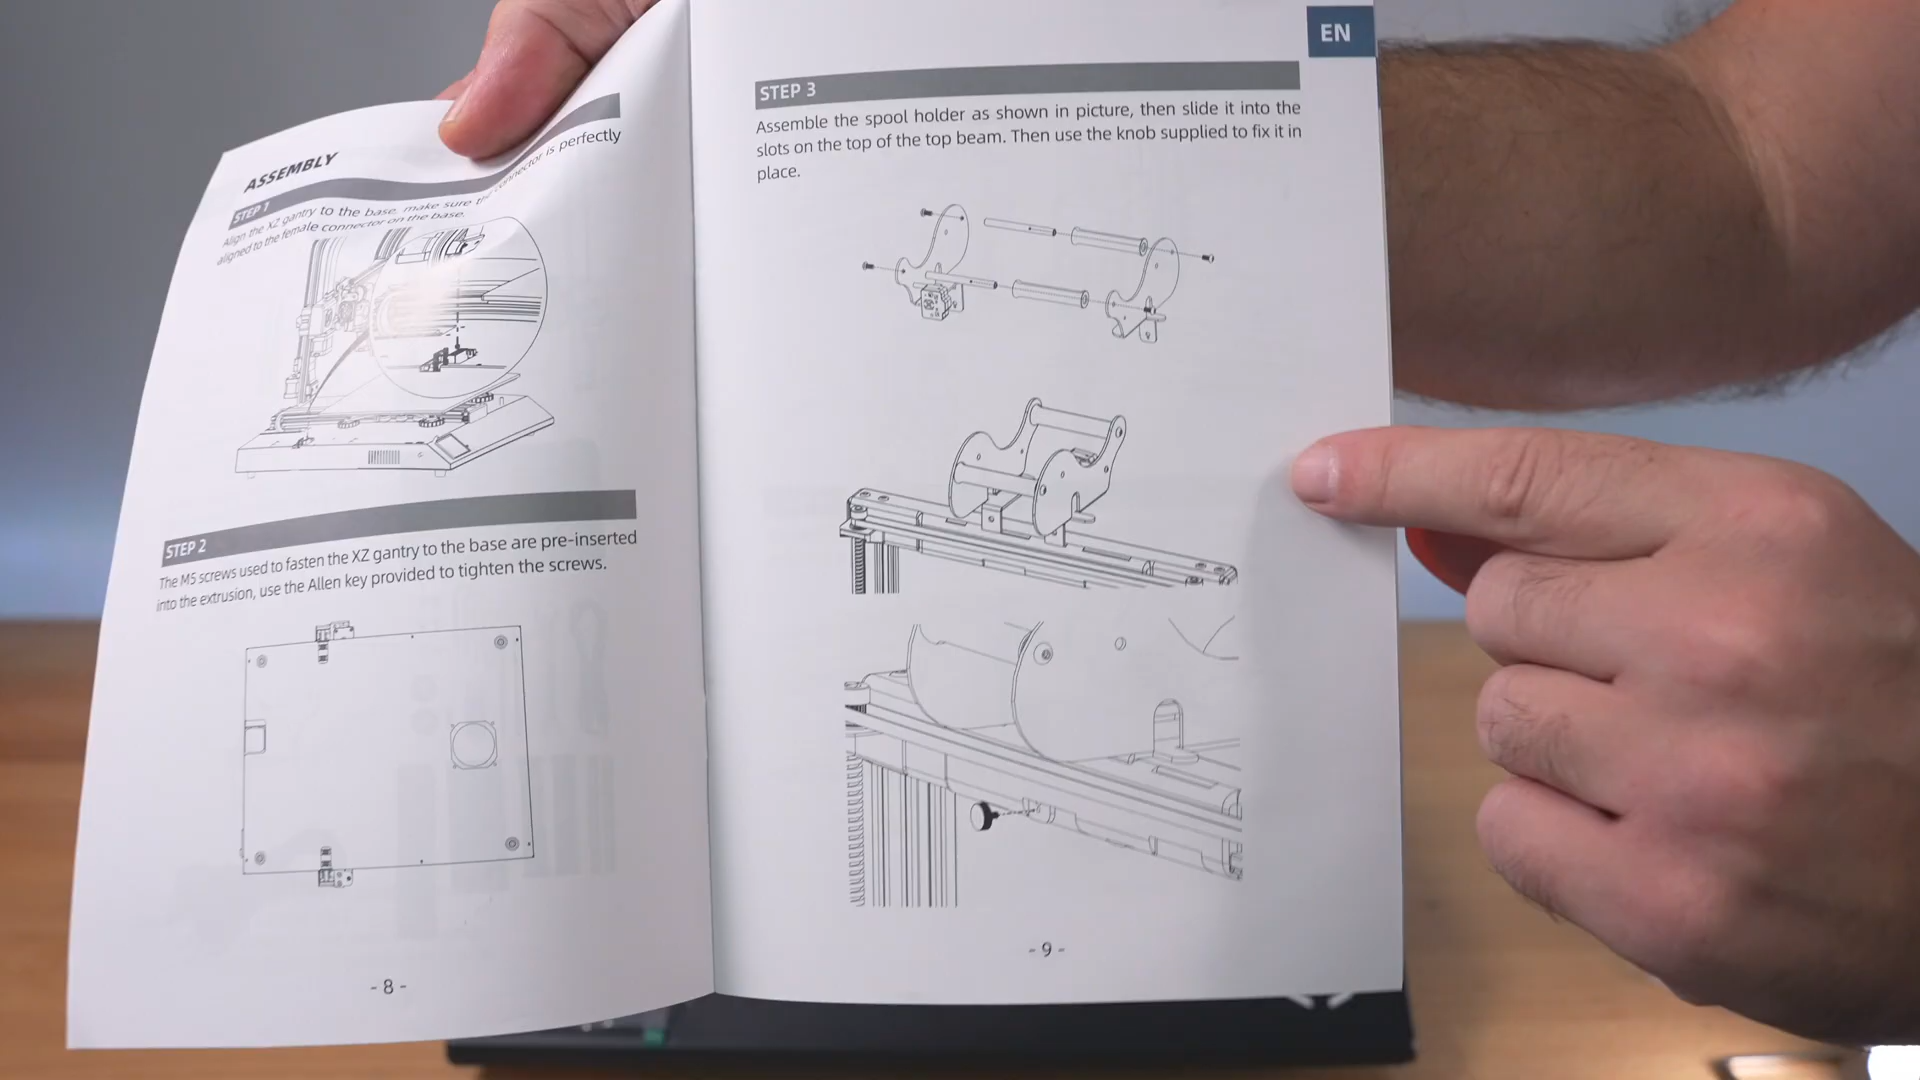 ASSEMBLY
STEP 1
Align the XZ gantry to the base, make sure the connector is perfectly
aligned to the female connector on the base.
STEP 2
The M5 screws used to fasten the XZ gantry to the base are pre-inserted
into the extrusion, use the Allen key provided to tighten the screws.
- 8 -
EN
STEP 3
Assemble the spool holder as shown in picture, then slide it into the
slots on the top of the top beam. Then use the knob supplied to fix it in
place.
- 9 -